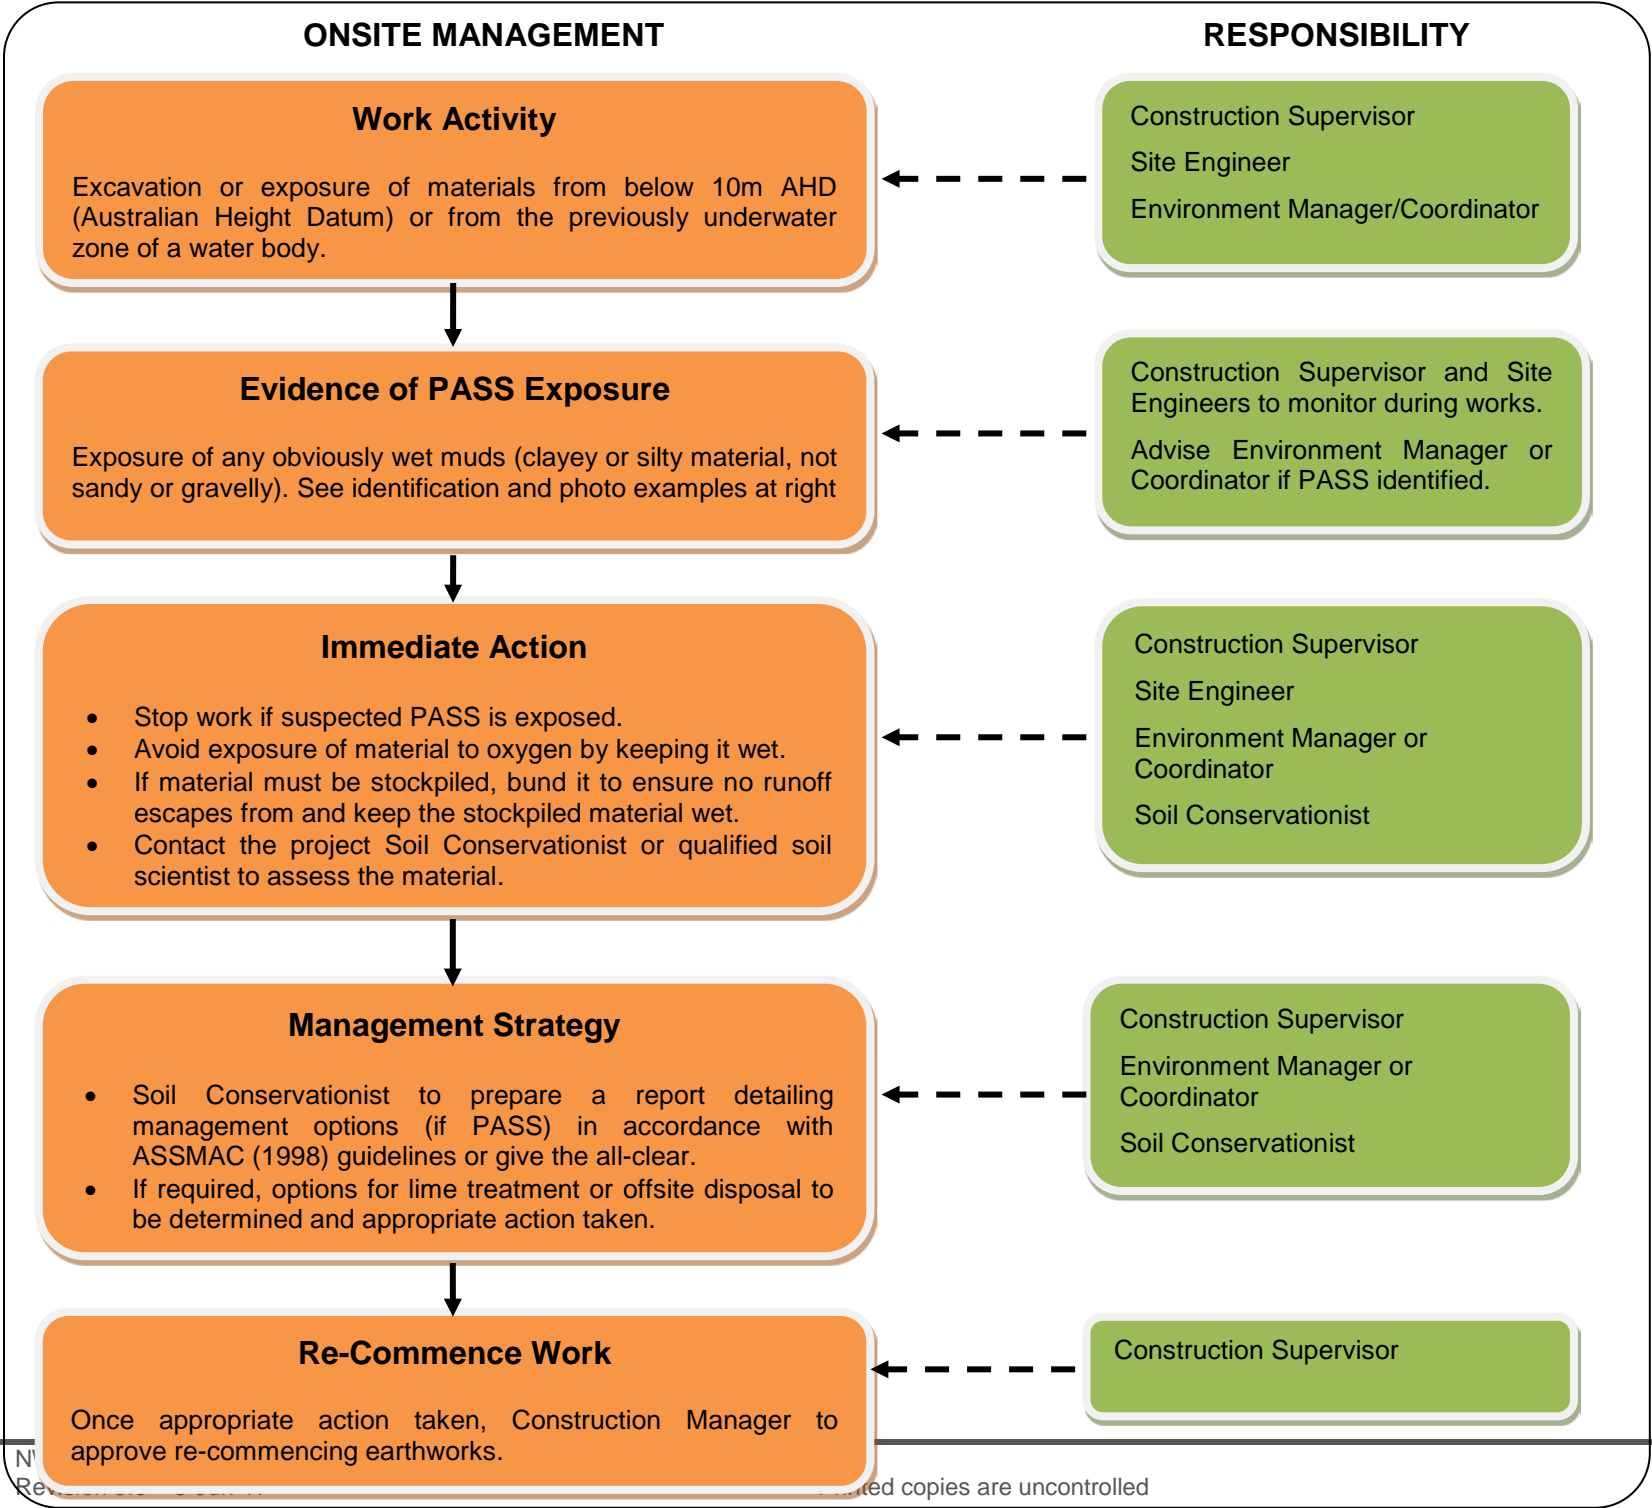 ONSITE MANAGEMENT
RESPONSIBILITY
Work Activity
Excavation or exposure of materials from below 10m AHD
(Australian Height Datum) or from the previously underwater
zone of a water body.
Construction Supervisor
Site Engineer
Environment Manager/Coordinator
Evidence of PASS Exposure
Exposure of any obviously wet muds (clayey or silty material, not
sandy or gravelly). See identification and photo examples at right
Construction Supervisor and Site
Engineers to monitor during works.
Advise Environment Manager or
Coordinator if PASS identified.
Immediate Action
• Stop work if suspected PASS is exposed.
• Avoid exposure of material to oxygen by keeping it wet.
• If material must be stockpiled, bund it to ensure no runoff
escapes from and keep the stockpiled material wet.
• Contact the project Soil Conservationist or qualified soil
scientist to assess the material.
Construction Supervisor
Site Engineer
Environment Manager or
Coordinator
Soil Conservationist
Management Strategy
• Soil Conservationist to prepare a report detailing
management options (if PASS) in accordance with
ASSMAC (1998) guidelines or give the all-clear.
• If required, options for lime treatment or offsite disposal to
be determined and appropriate action taken.
Construction Supervisor
Environment Manager or
Coordinator
Soil Conservationist
Re-Commence Work
Once appropriate action taken, Construction Manager to
approve re-commencing earthworks.
Construction Supervisor
copies are uncontrolled